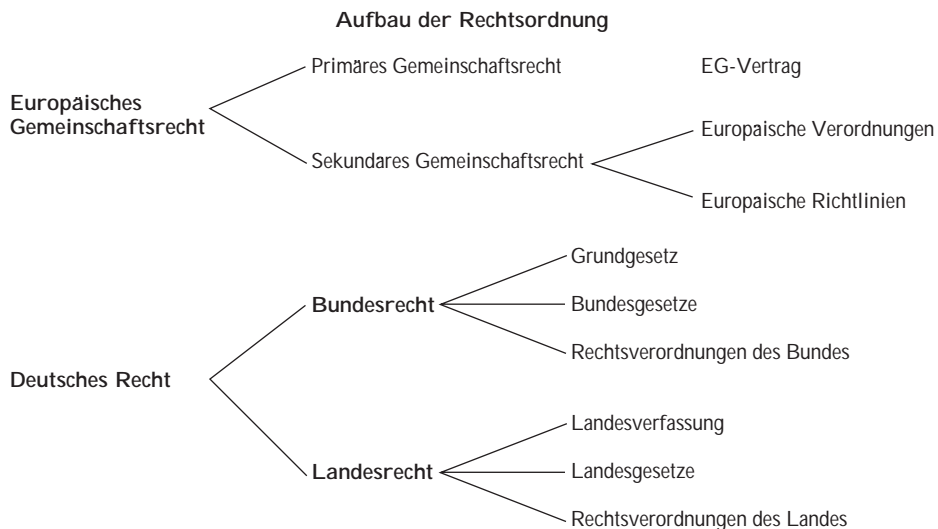 Aufbau der Rechtsordnung
Primäres Gemeinschaftsrecht
EG-Vertrag
Europäisches
Gemeinschaftsrecht
Europaische Verordnungen
Sekundares Gemeinschaftsrecht
Europaische Richtlinien
Grundgesetz
Bundesrecht
Bundesgesetze
Rechtsverordnungen des Bundes
Deutsches Recht
Landesverfassung
Landesrecht
Landesgesetze
Rechtsverordnungen des Landes